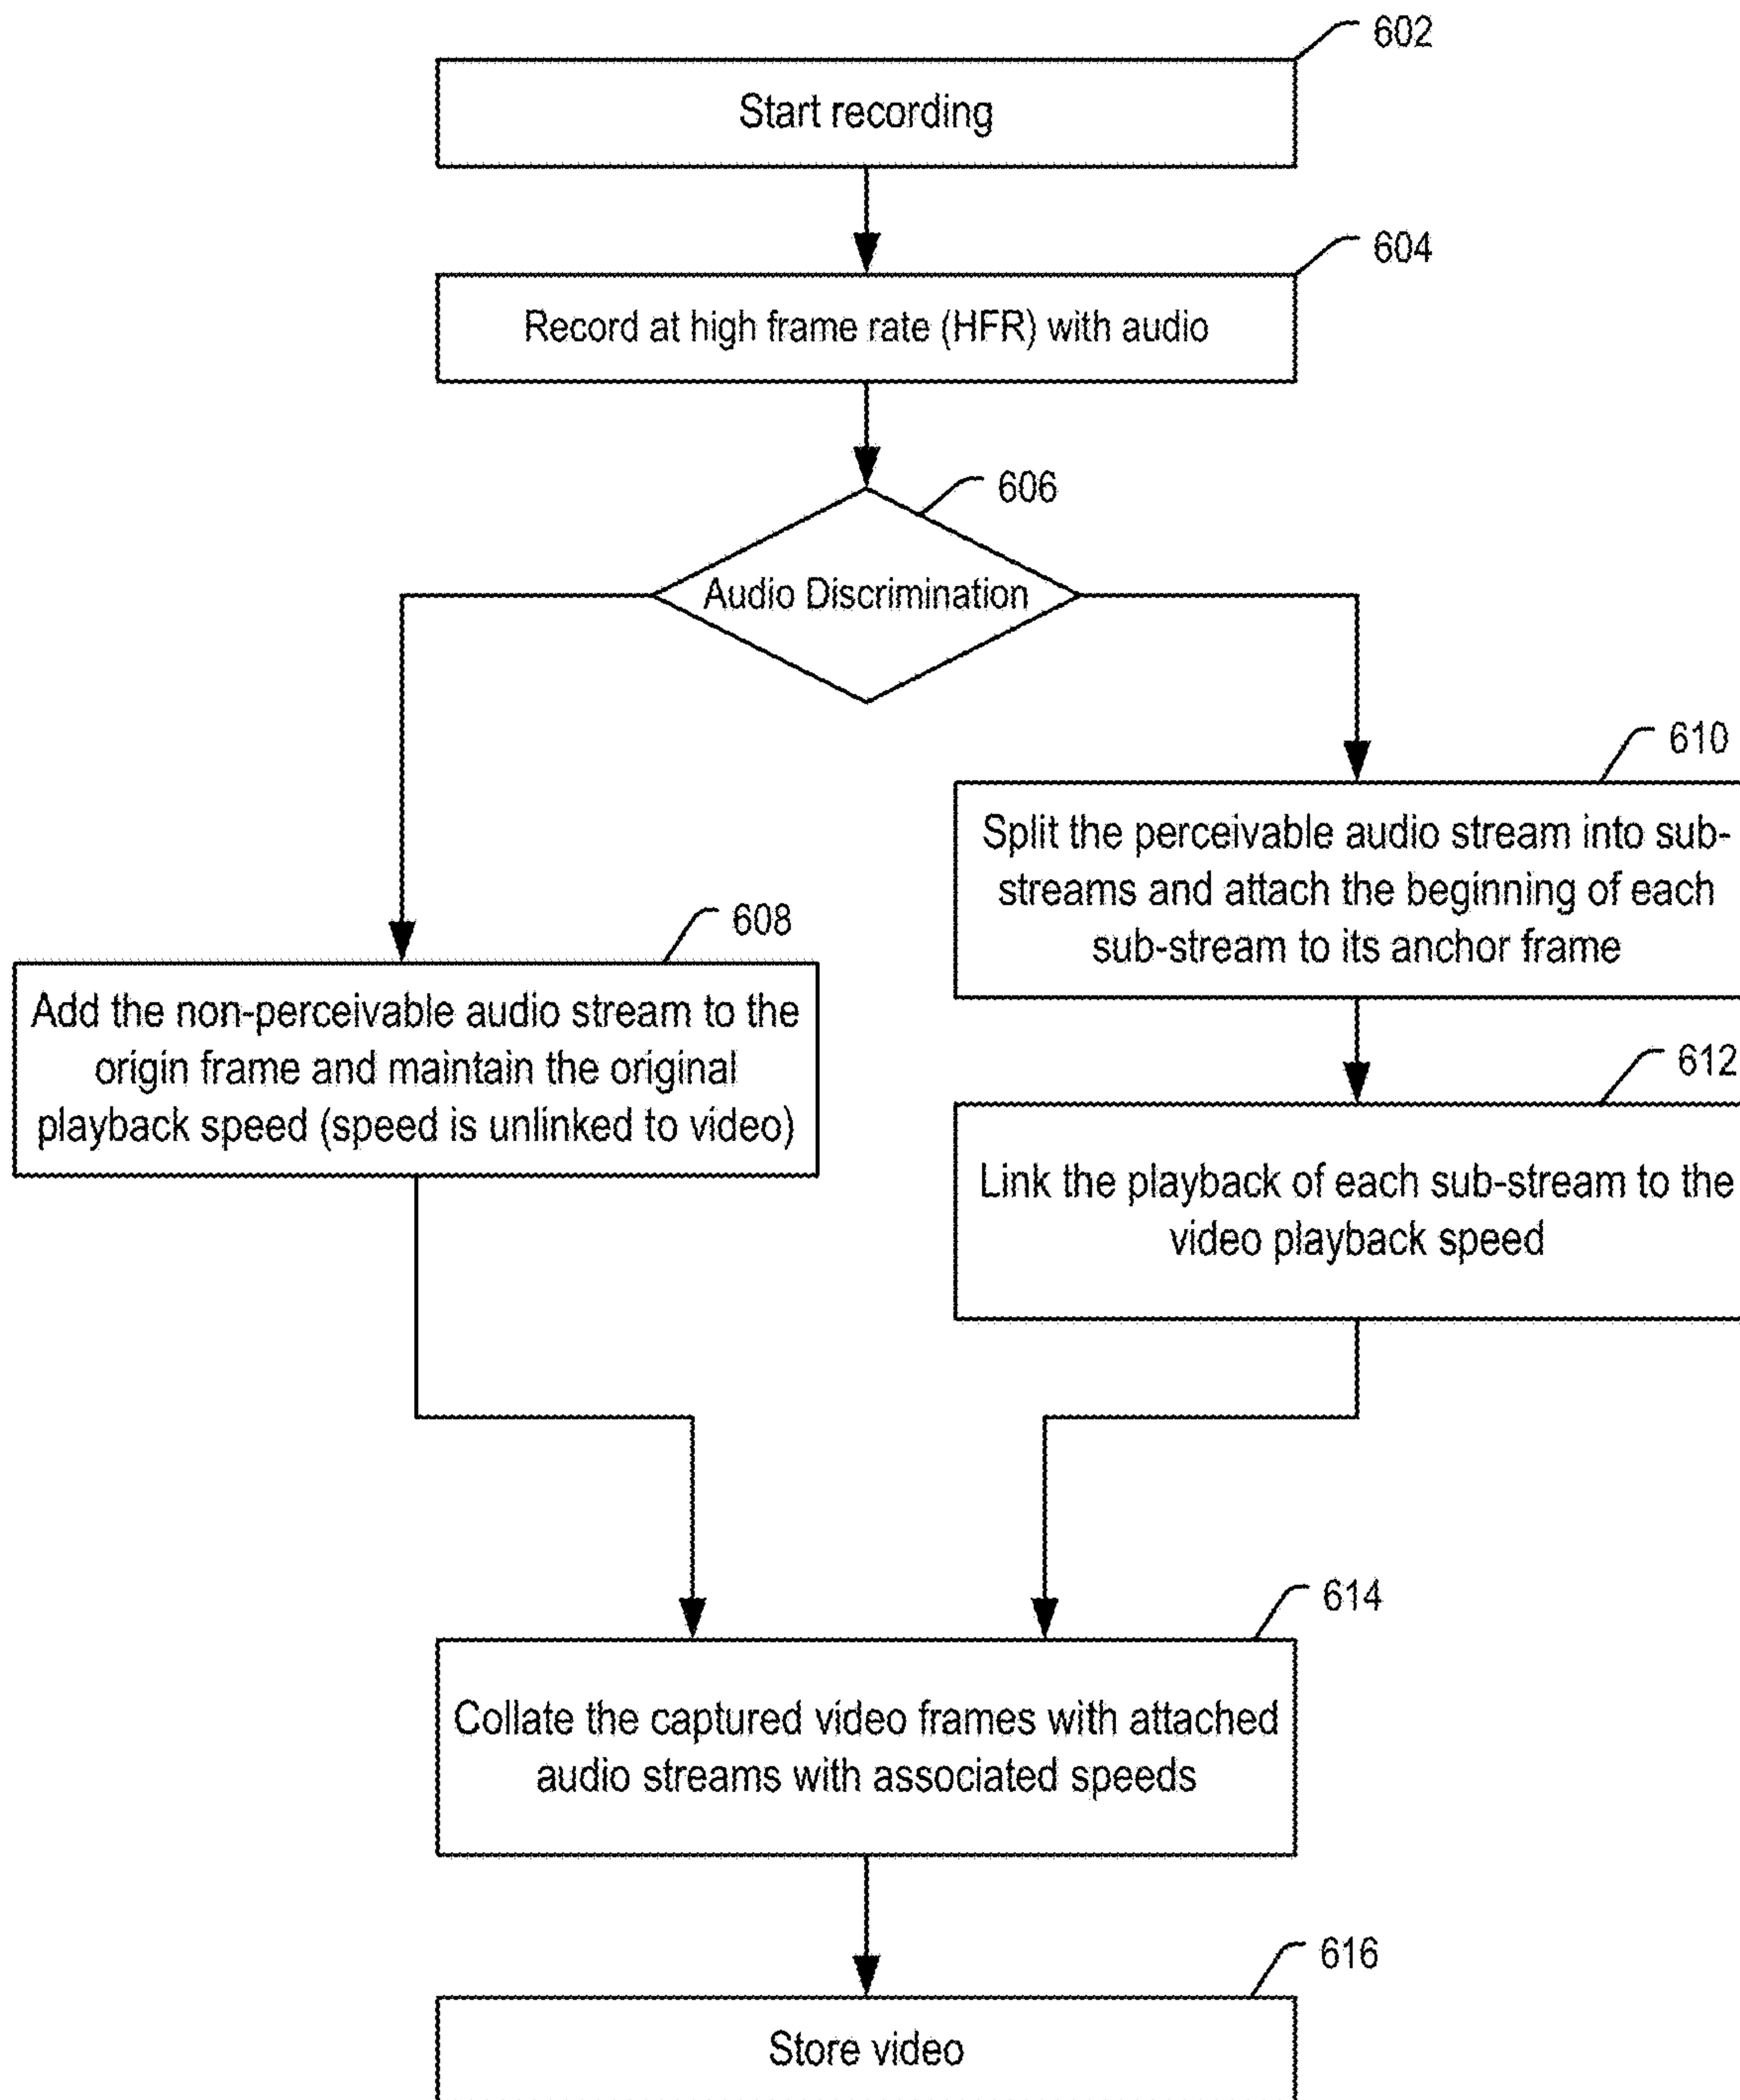 602
Start recording
604
Record at high frame rate (HFR) with audio
606
Audio Discrimination
610
Split the perceivable audio stream into sub-
streams and attach the beginning of each
sub-stream to its anchor frame
608
Add the non-perceivable audio stream to the
origin frame and maintain the original
playback speed (speed is unlinked to video)
612
Link the playback of each sub-stream to the
video playback speed
614
Collate the captured video frames with attached
audio streams with associated speeds
616
Store video